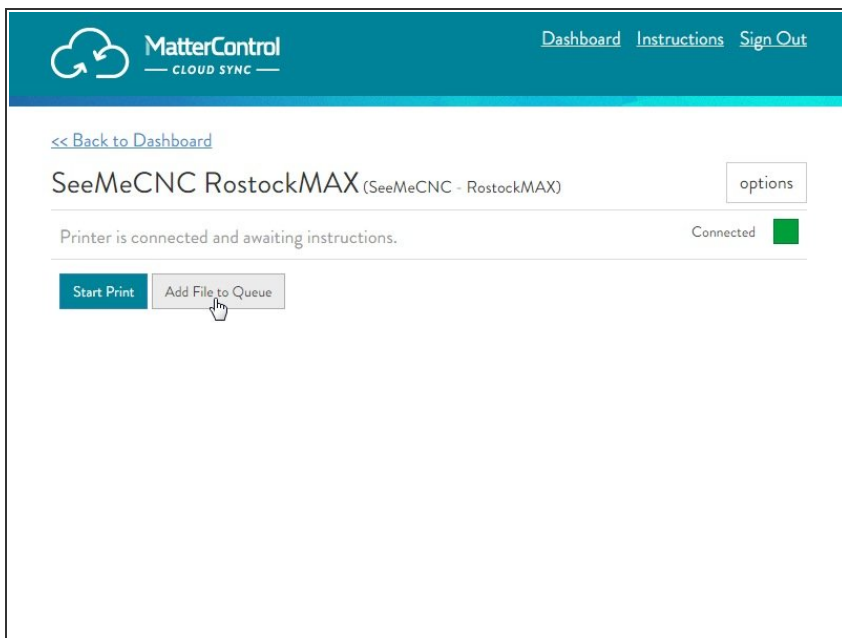 MatterControl
CLOUD SYNC
Dashboard Instructions Sign Out
<< Back to Dashboard
SeeMeCNC RostockMAX (SeeMeCNC - RostockMAX)
options
Printer is connected and awaiting instructions.
Connected
Start Print
Add File to Queue